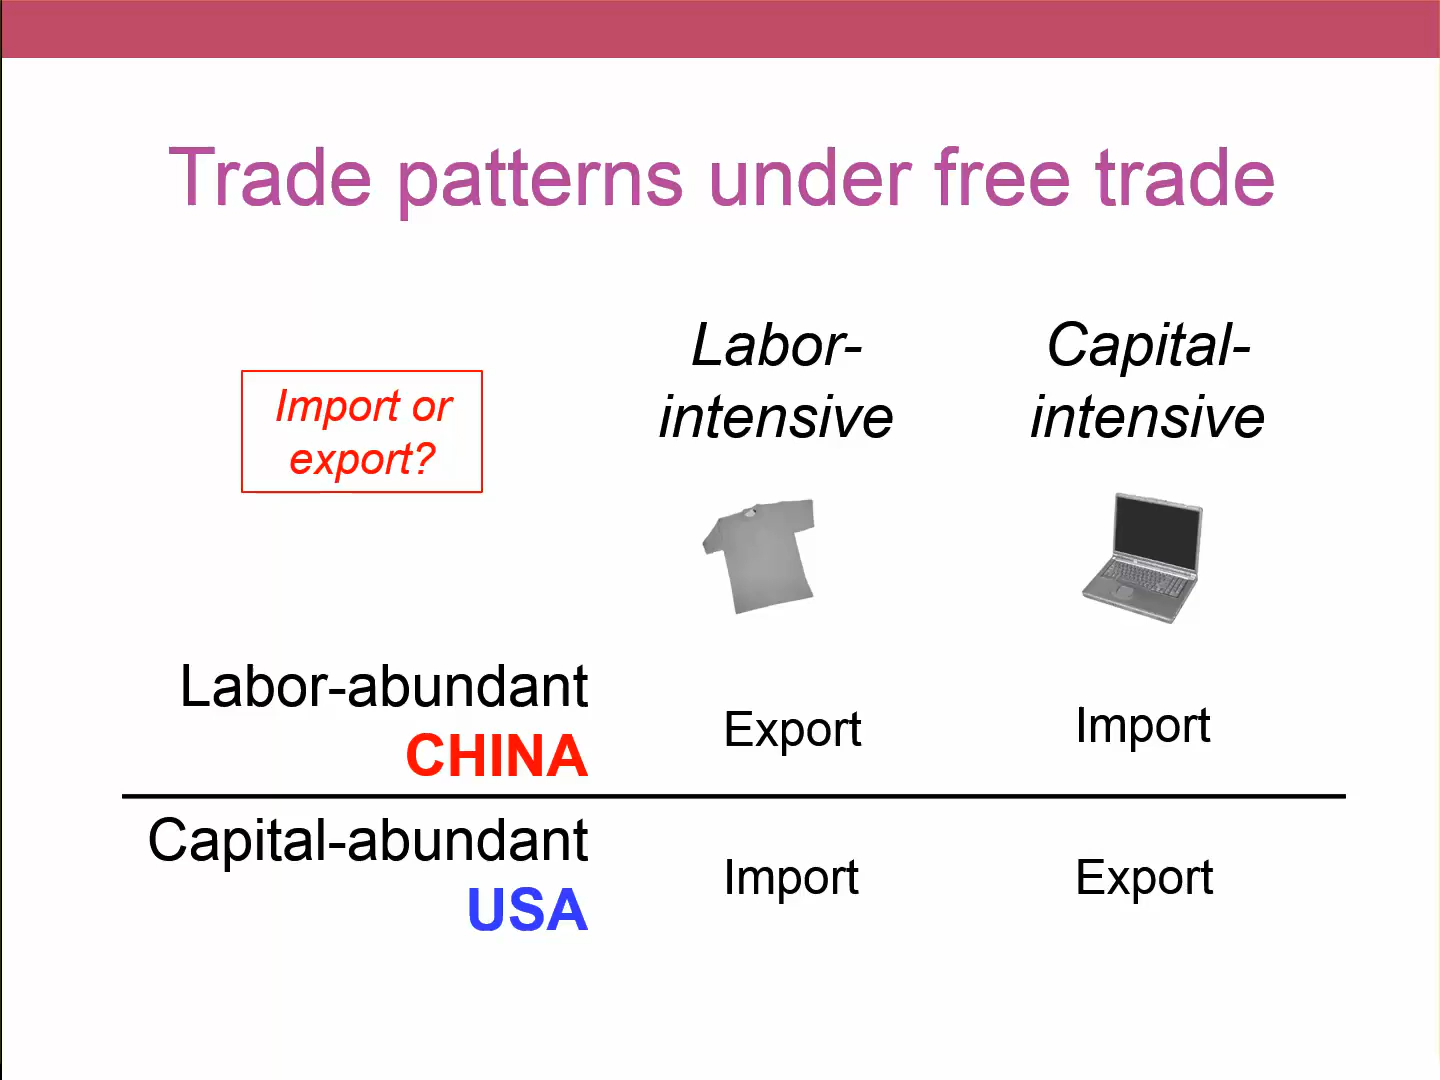 Trade patterns under free trade
Import or
export?
Labor-
intensive
Capital-
intensive
Labor-abundant
CHINA
Export
Import
Capital-abundant
USA
Import
Export